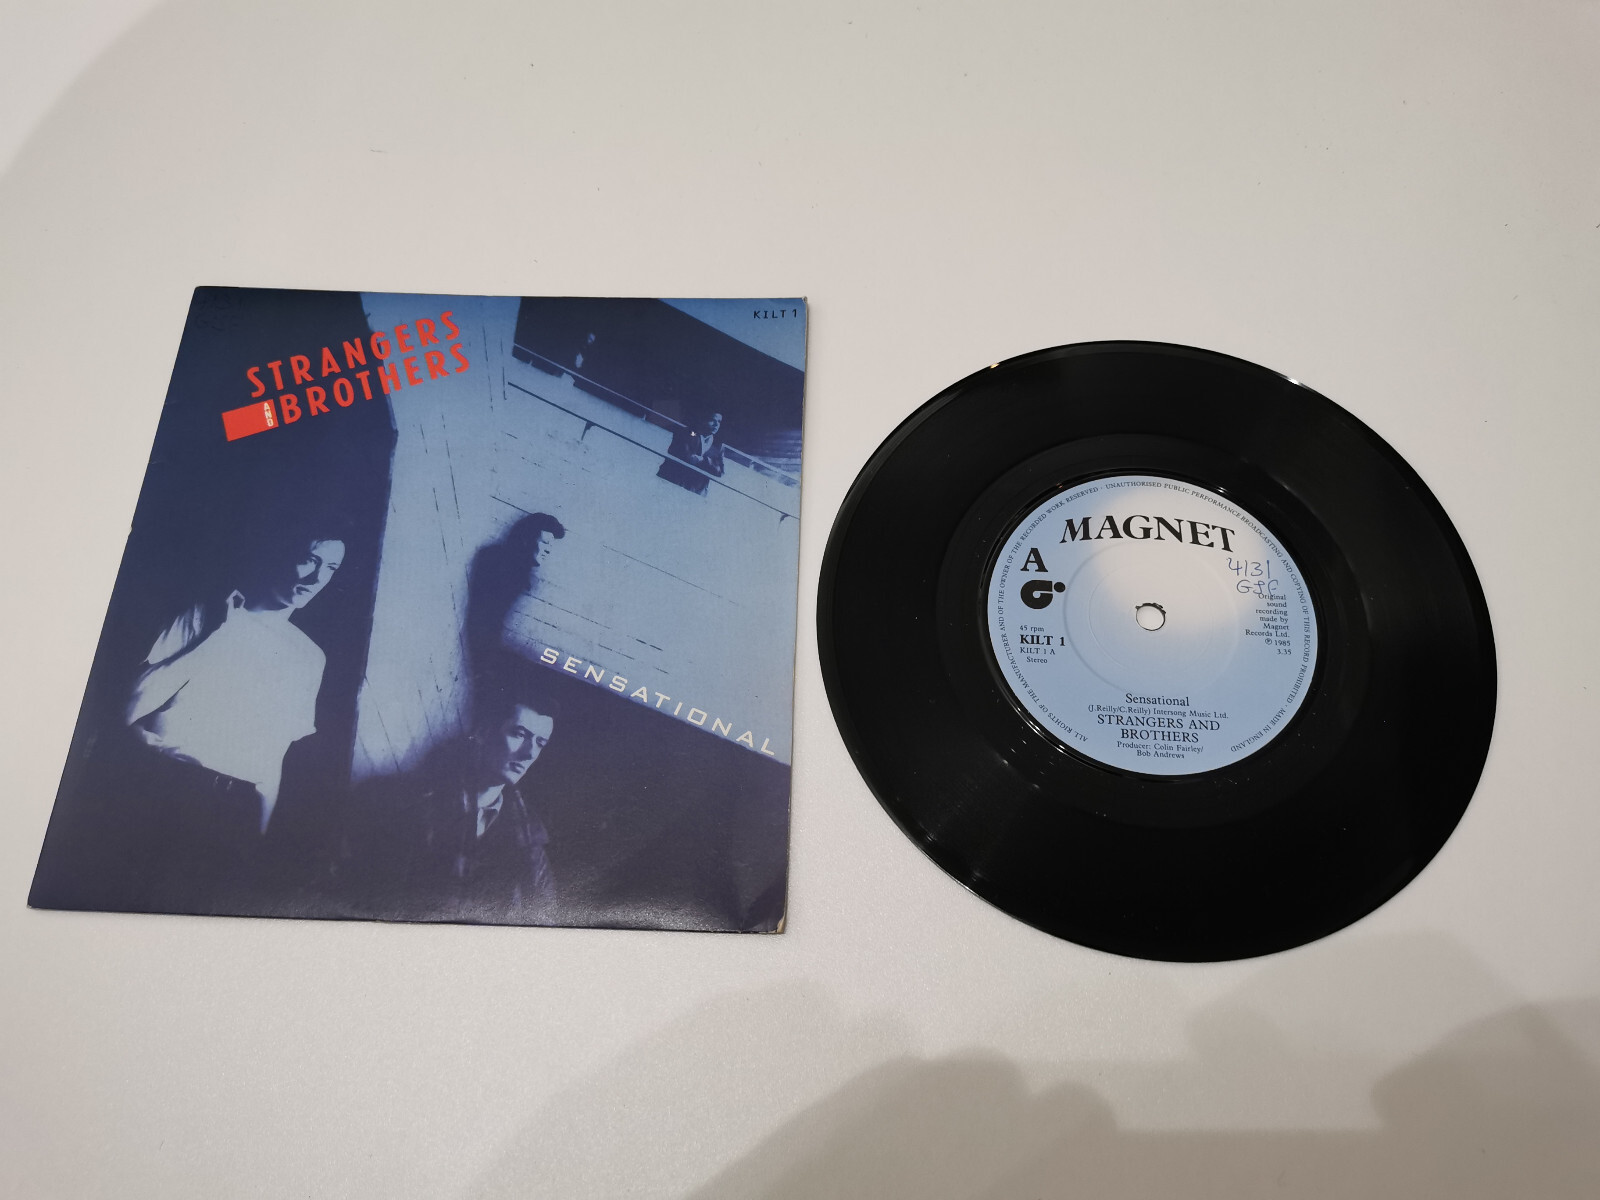 KILT 1
STRANGERS
AND
BROTHERS
SENSATIONAL
ALL RIGHTS OF THE MANUFACTURER AND OF THE OWNER OF THE RECORDED WORK RESERVED · UNAUTHORISED PUBLIC PERFORMANCE BROADCASTING AND COPYING OF THIS RECORD PROHIBITED · MADE IN ENGLAND
MAGNET
A
4131
Original
sound
recording
made by
Magnet
Records Ltd.
℗ 1985
3.35
45 rpm
KILT 1
KILT 1 A
Stereo
Sensational
(J.Reilly/C.Reilly) Intersong Music Ltd.
STRANGERS AND
BROTHERS
Producer: Colin Fairley/
Bob Andrews